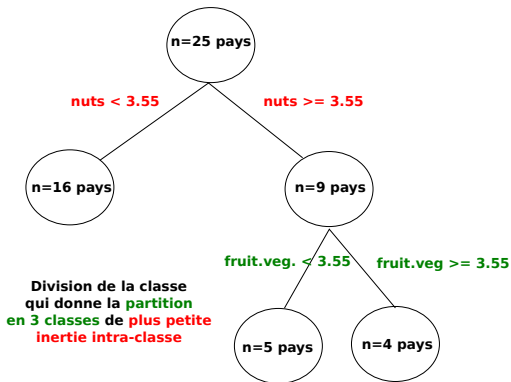 n=25 pays
nuts < 3.55
nuts >= 3.55
n=16 pays
n=9 pays
fruit.veg. < 3.55
fruit.veg >= 3.55
Division de la classe
qui donne la partition
en 3 classes de plus petite
inertie intra-classe
n=5 pays
n=4 pays